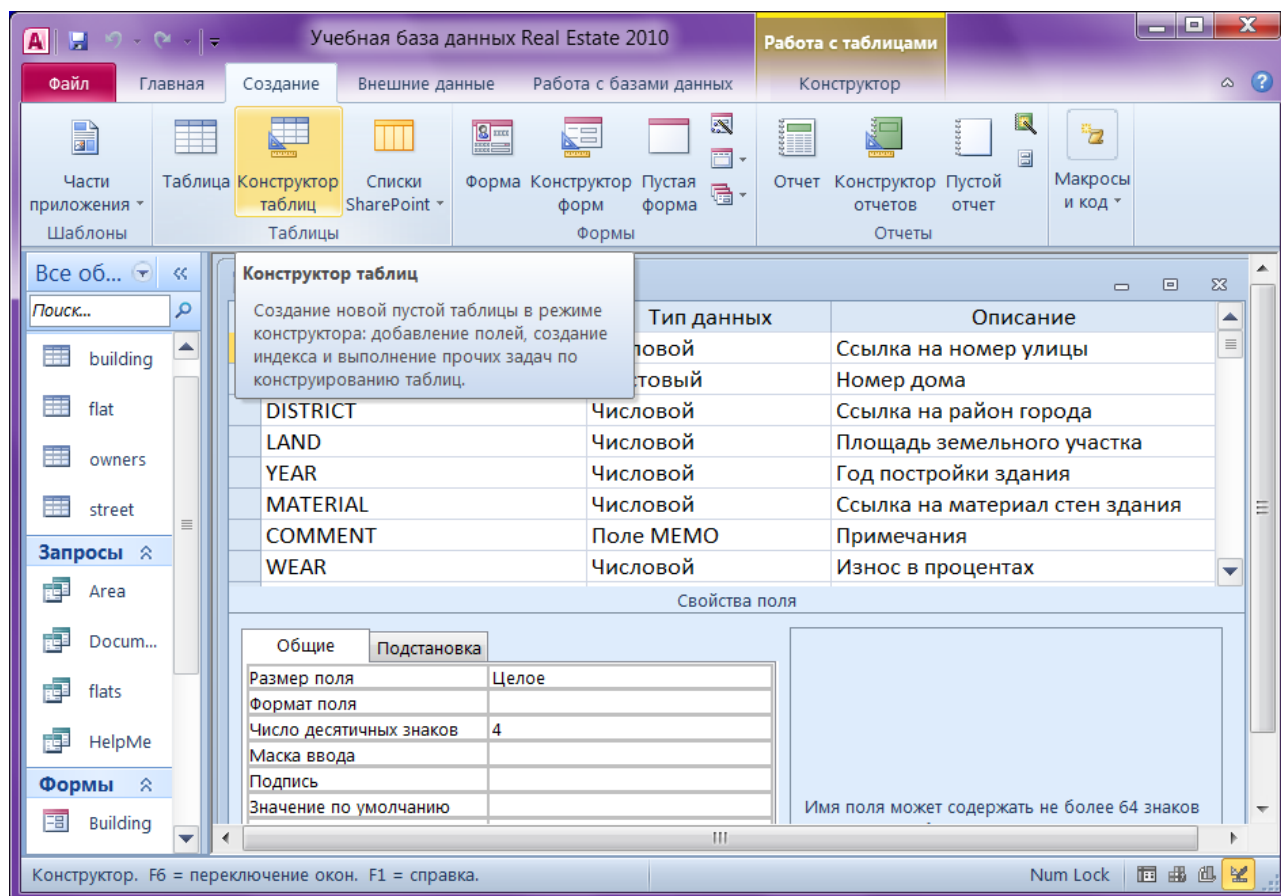 Учебная база данных Real Estate 2010
Работа с таблицами
Файл Главная Создание Внешние данные Работа с базами данных Конструктор
Части приложения
Таблица
Конструктор таблиц
Списки SharePoint
Форма
Конструктор форм
Пустая форма
Отчет
Конструктор отчетов
Пустой отчет
Макросы и код
Шаблоны Таблицы Формы Отчеты
Все об...
Поиск...
building
flat
owners
street
Запросы
Area
Docum...
flats
HelpMe
Формы
Building
Конструктор таблиц
Создание новой пустой таблицы в режиме
конструктора: добавление полей, создание
индекса и выполнение прочих задач по
конструированию таблиц.
Тип данных Описание
ловой Ссылка на номер улицы
стовый Номер дома
DISTRICT Числовой Ссылка на район города
LAND Числовой Площадь земельного участка
YEAR Числовой Год постройки здания
MATERIAL Числовой Ссылка на материал стен здания
COMMENT Поле MEMO Примечания
WEAR Числовой Износ в процентах
Свойства поля
Общие Подстановка
Размер поля Целое
Формат поля
Число десятичных знаков 4
Маска ввода
Подпись
Значение по умолчанию
Имя поля может содержать не более 64 знаков
Конструктор. F6 = переключение окон. F1 = справка. Num Lock